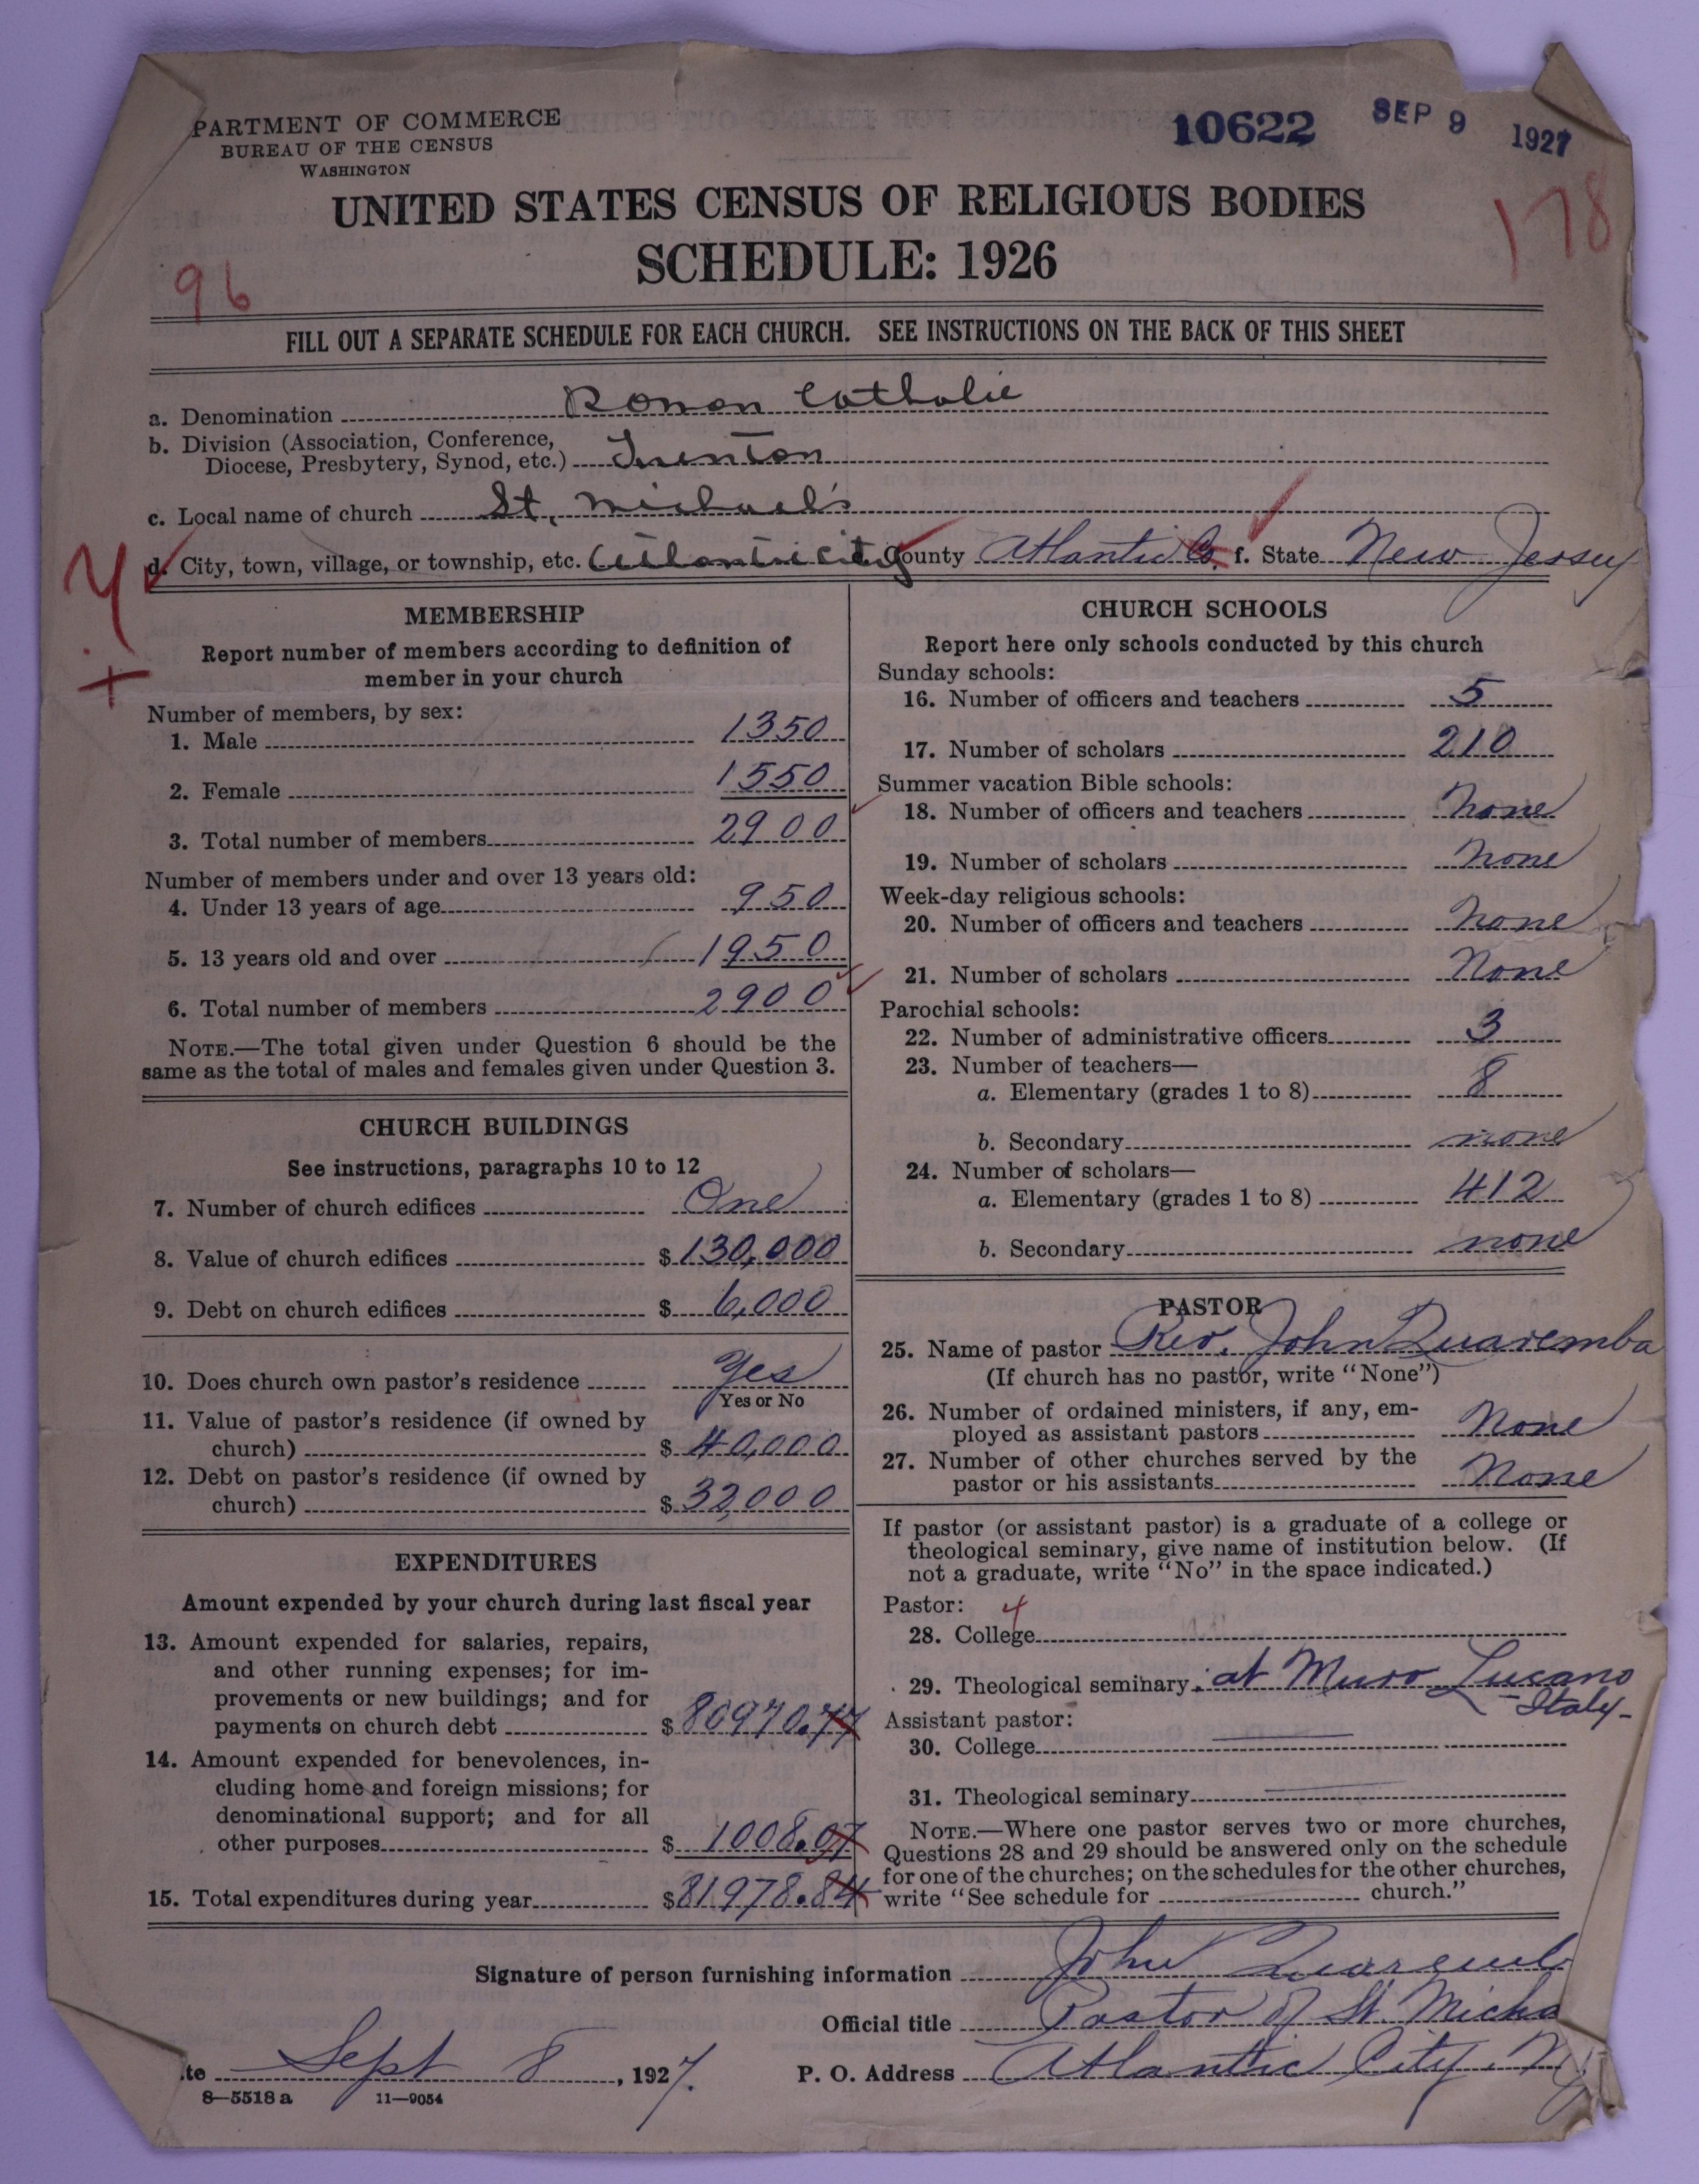 PARTMENT OF COMMERCE
BUREAU OF THE CENSUS
WASHINGTON
10622 SEP 9 1927
UNITED STATES CENSUS OF RELIGIOUS BODIES
SCHEDULE: 1926
96
178
FILL OUT A SEPARATE SCHEDULE FOR EACH CHURCH. SEE INSTRUCTIONS ON THE BACK OF THIS SHEET
a. Denomination Roman Catholic
b. Division (Association, Conference,
Diocese, Presbytery, Synod, etc.) Trenton
c. Local name of church St. Michael's
d. City, town, village, or township, etc. Atlantic City County Atlantic Co. f. State New Jersey
MEMBERSHIP
Report number of members according to definition of
member in your church
Number of members, by sex:
1. Male 1350
2. Female 1550
3. Total number of members 2900
Number of members under and over 13 years old:
4. Under 13 years of age 950
5. 13 years old and over 1950
6. Total number of members 2900
NOTE.—The total given under Question 6 should be the
same as the total of males and females given under Question 3.
CHURCH BUILDINGS
See instructions, paragraphs 10 to 12
7. Number of church edifices One
8. Value of church edifices $ 130,000
9. Debt on church edifices $ 6,000
10. Does church own pastor's residence Yes
Yes or No
11. Value of pastor's residence (if owned by
church) $ 40,000
12. Debt on pastor's residence (if owned by
church) $ 32,000
EXPENDITURES
Amount expended by your church during last fiscal year
13. Amount expended for salaries, repairs,
and other running expenses; for im-
provements or new buildings; and for
payments on church debt $ 80970.77
14. Amount expended for benevolences, in-
cluding home and foreign missions; for
denominational support; and for all
other purposes $ 1008.07
15. Total expenditures during year $ 81978.84
CHURCH SCHOOLS
Report here only schools conducted by this church
Sunday schools:
16. Number of officers and teachers 5
17. Number of scholars 210
Summer vacation Bible schools:
18. Number of officers and teachers None
19. Number of scholars None
Week-day religious schools:
20. Number of officers and teachers None
21. Number of scholars None
Parochial schools:
22. Number of administrative officers 3
23. Number of teachers—
a. Elementary (grades 1 to 8) 8
b. Secondary none
24. Number of scholars—
a. Elementary (grades 1 to 8) 412
b. Secondary none
PASTOR
25. Name of pastor Rev. John Quaremba
(If church has no pastor, write "None")
26. Number of ordained ministers, if any, em-
ployed as assistant pastors None
27. Number of other churches served by the
pastor or his assistants None
If pastor (or assistant pastor) is a graduate of a college or
theological seminary, give name of institution below. (If
not a graduate, write "No" in the space indicated.)
Pastor: 4
28. College
29. Theological seminary at Muro Lucano
- Italy -
Assistant pastor:
30. College
31. Theological seminary
NOTE.—Where one pastor serves two or more churches,
Questions 28 and 29 should be answered only on the schedule
for one of the churches; on the schedules for the other churches,
write "See schedule for church."
Signature of person furnishing information John Quaremb
Official title Pastor of St. Micha
te Sept 8, 1927. P. O. Address Atlantic City, N J
8—5518 a 11—9054